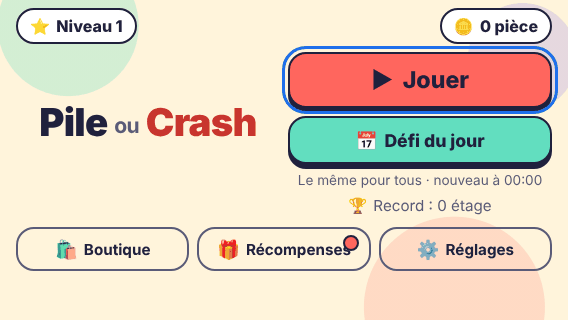 Niveau 1
0 pièce
Jouer
Pile ou Crash
Défi du jour
Le même pour tous · nouveau à 00:00
Record : 0 étage
Boutique
Récompenses
Réglages